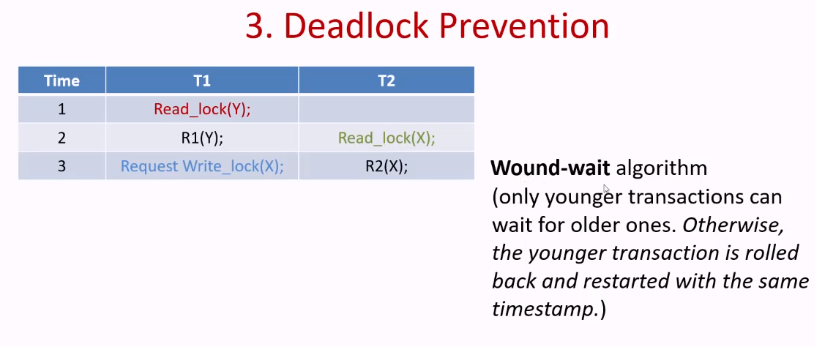 3. Deadlock Prevention
Time T1 T2
1 Read_lock(Y);
2 R1(Y); Read_lock(X);
3 Request Write_lock(X); R2(X);
Wound-wait algorithm
(only younger transactions can
wait for older ones. Otherwise,
the younger transaction is rolled
back and restarted with the same
timestamp.)